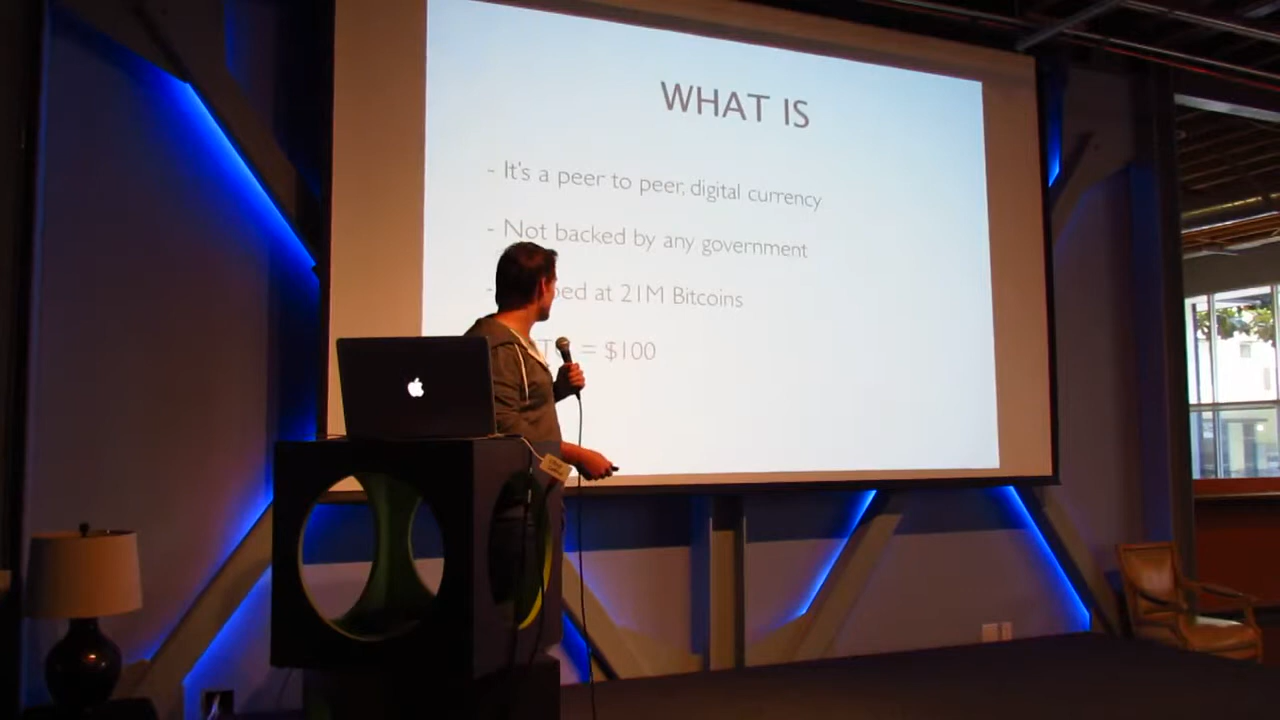 WHAT IS
- It's a peer to peer, digital currency
- Not backed by any government
- ped at 21M Bitcoins
= $100